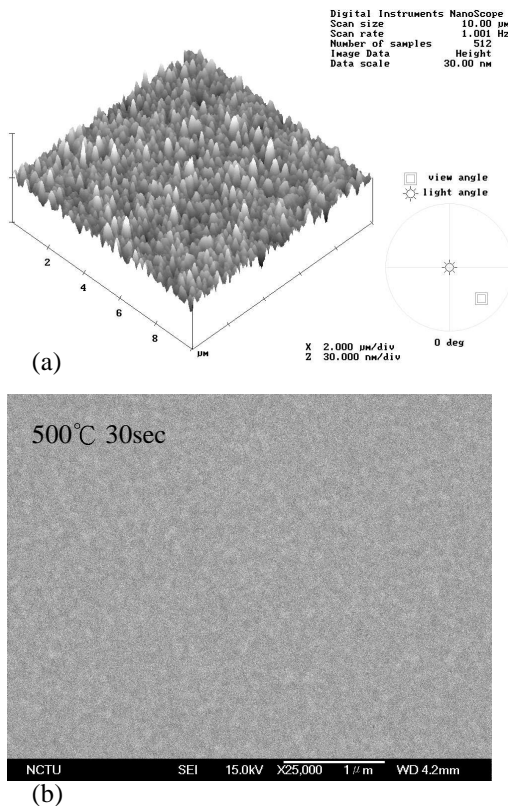 Digital Instruments NanoScope
Scan size 10.00 µm
Scan rate 1.001 Hz
Number of samples 512
Image Data Height
Data scale 30.00 nm
view angle
light angle
2
4
6
8
µm
X 2.000 µm/div
Z 30.000 nm/div
0 deg
(a)
500℃ 30sec
NCTU SEI 15.0kV X25,000 1μm WD 4.2mm
(b)